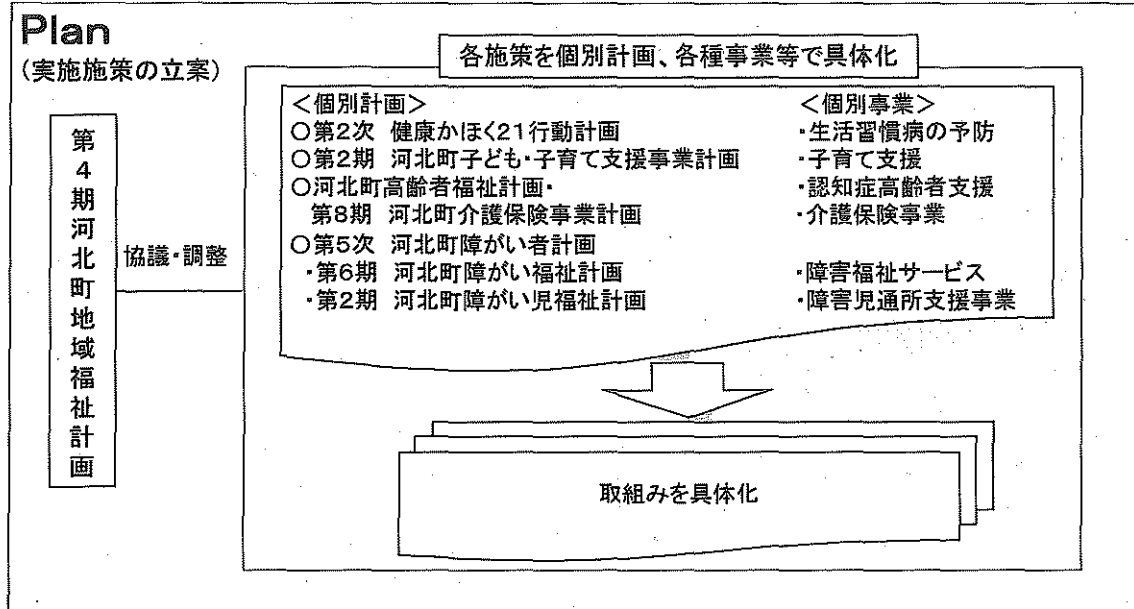 Plan
(実施施策の立案)
各施策を個別計画、各種事業等で具体化
第4期河北町地域福祉計画
協議・調整
<個別計画> <個別事業>
○第2次 健康かほく21行動計画 ・生活習慣病の予防
○第2期 河北町子ども・子育て支援事業計画 ・子育て支援
○河北町高齢者福祉計画・ ・認知症高齢者支援
第8期 河北町介護保険事業計画 ・介護保険事業
○第5次 河北町障がい者計画
・第6期 河北町障がい福祉計画 ・障害福祉サービス
・第2期 河北町障がい児福祉計画 ・障害児通所支援事業
取組みを具体化